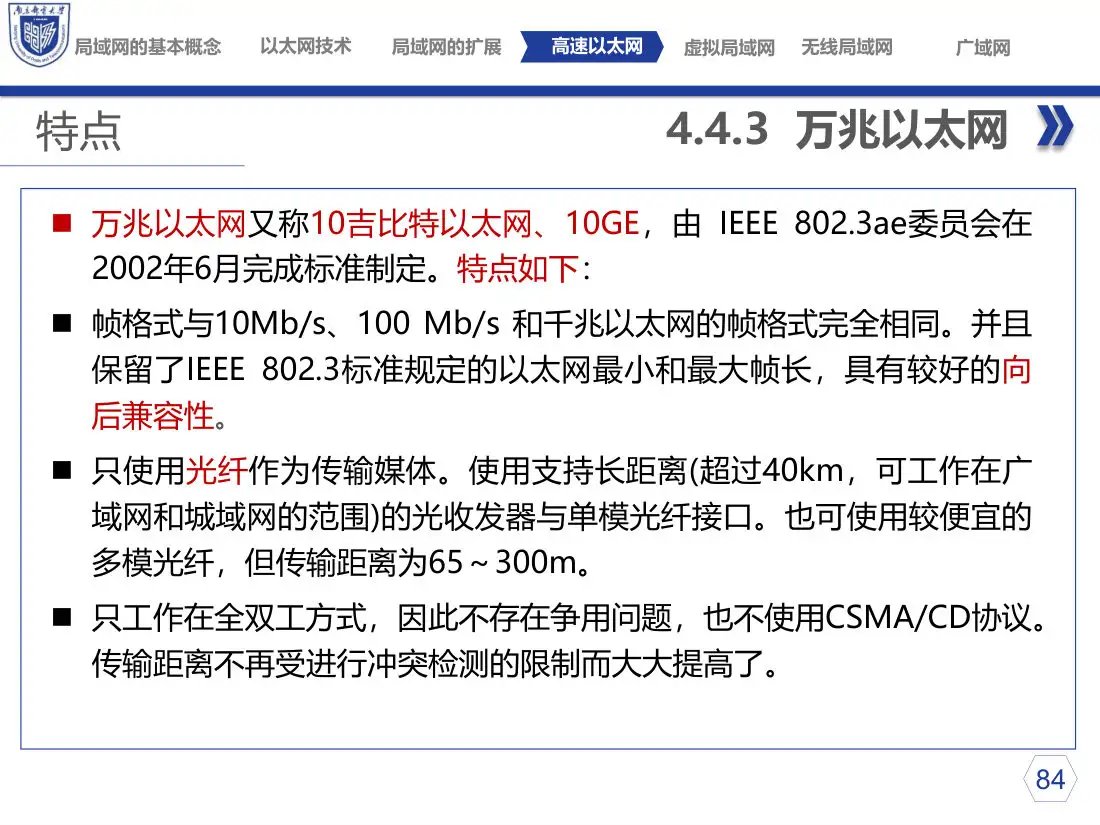 南京邮电大学
局域网的基本概念 以太网技术 局域网的扩展 高速以太网 虚拟局域网 无线局域网 广域网
特点
4.4.3 万兆以太网
■ 万兆以太网又称10吉比特以太网、10GE，由 IEEE 802.3ae委员会在
2002年6月完成标准制定。特点如下：
■ 帧格式与10Mb/s、100 Mb/s 和千兆以太网的帧格式完全相同。并且
保留了IEEE 802.3标准规定的以太网最小和最大帧长，具有较好的向
后兼容性。
■ 只使用光纤作为传输媒体。使用支持长距离(超过40km，可工作在广
域网和城域网的范围)的光收发器与单模光纤接口。也可使用较便宜的
多模光纤，但传输距离为65～300m。
■ 只工作在全双工方式，因此不存在争用问题，也不使用CSMA/CD协议。
传输距离不再受进行冲突检测的限制而大大提高了。
84